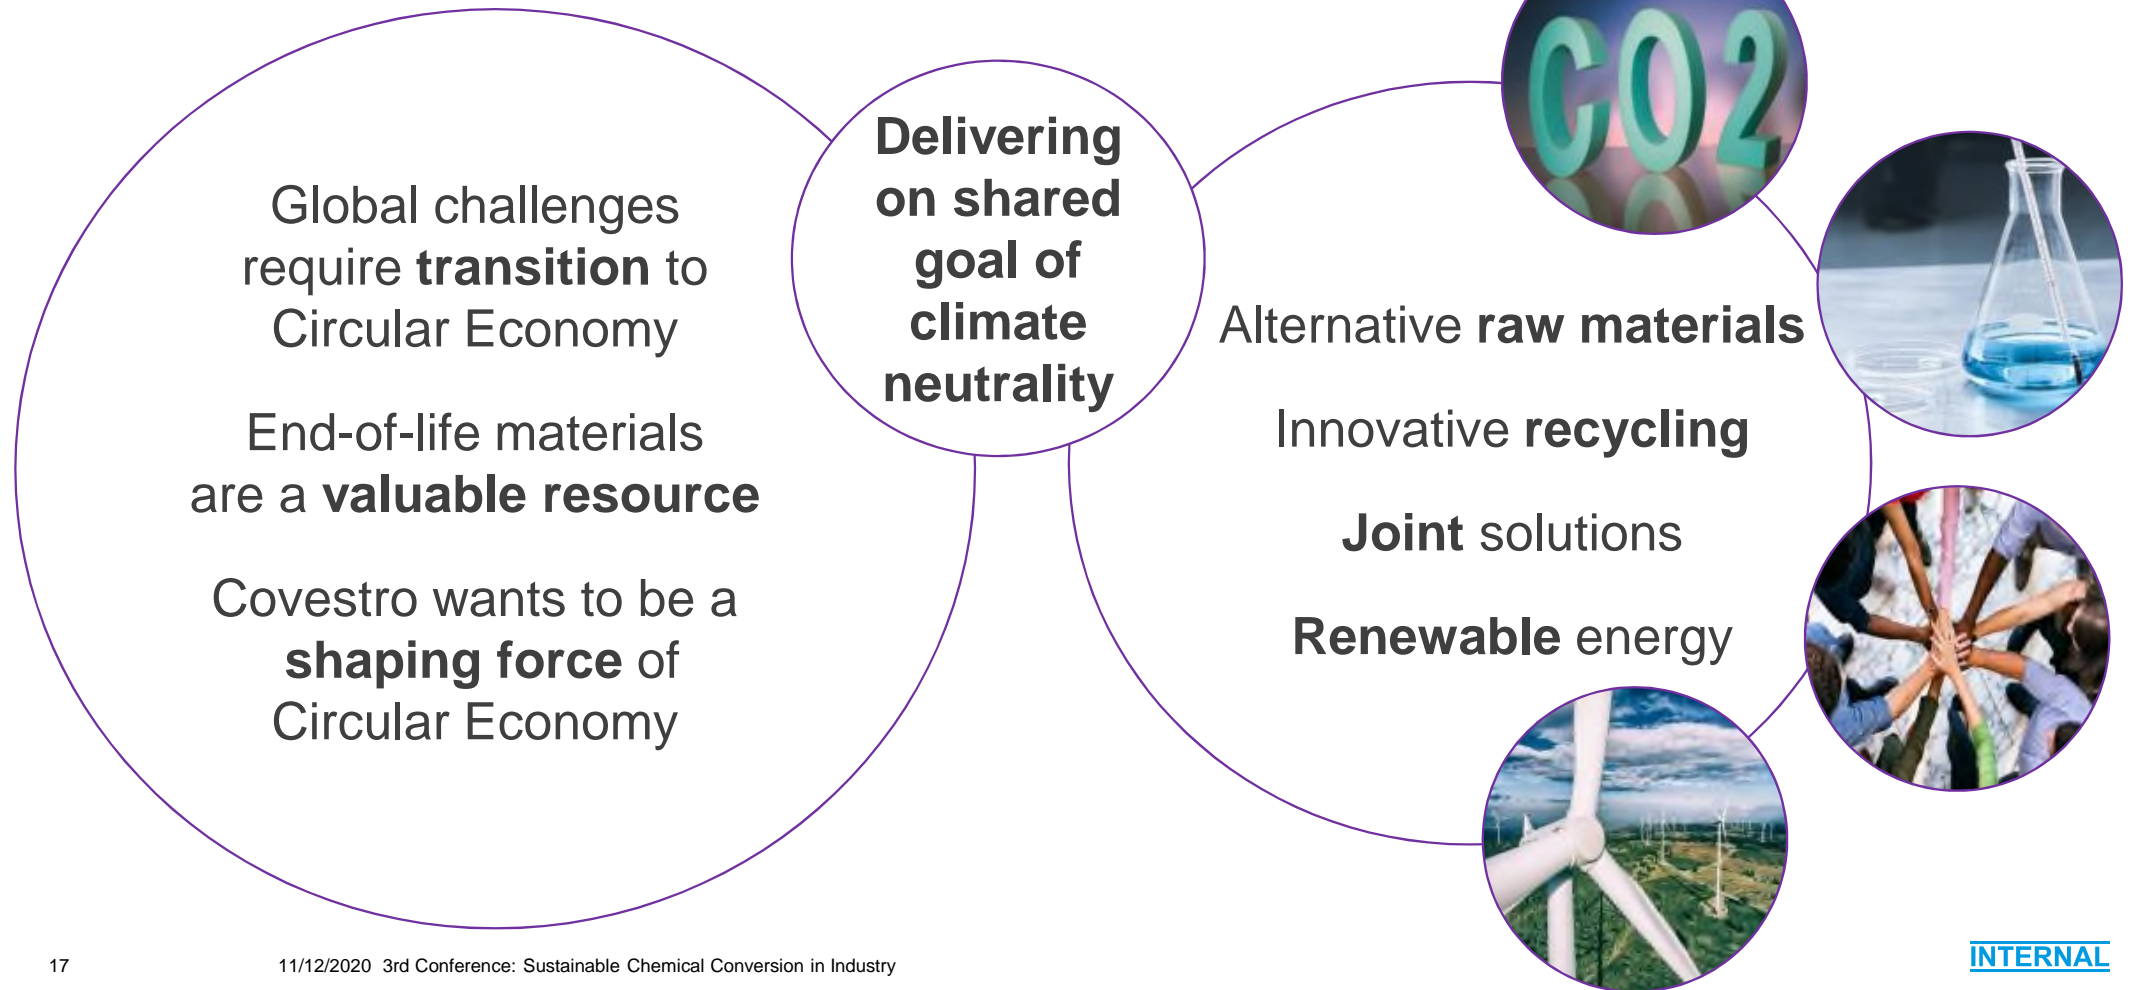 Global challenges
require transition to
Circular Economy
End-of-life materials
are a valuable resource
Covestro wants to be a
shaping force of
Circular Economy
Delivering
on shared
goal of
climate
neutrality
CO2
Alternative raw materials
Innovative recycling
Joint solutions
Renewable energy
17
11/12/2020 3rd Conference: Sustainable Chemical Conversion in Industry
INTERNAL